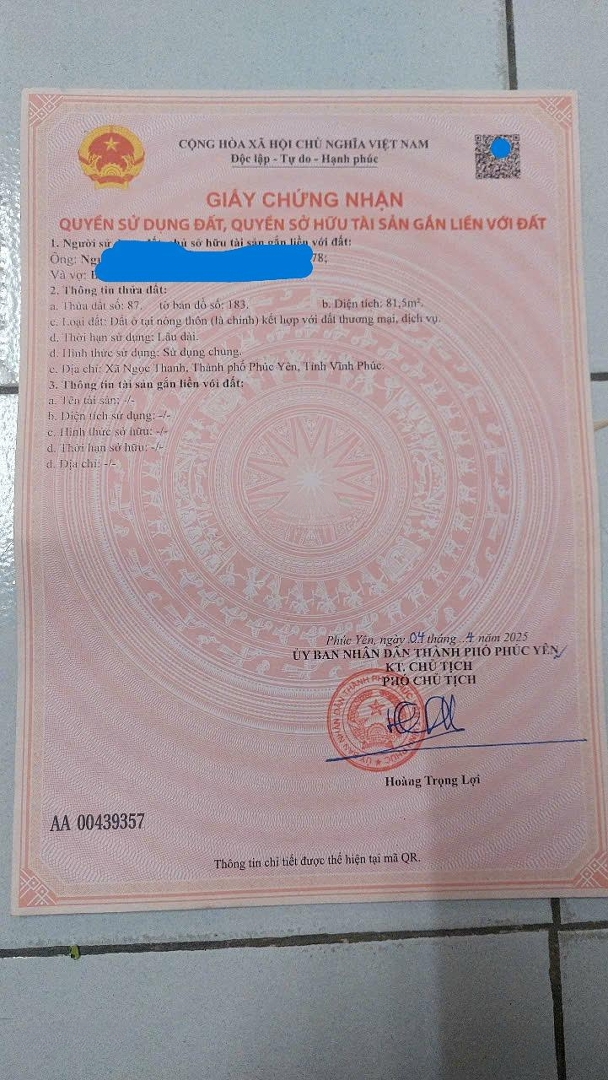 CỘNG HÒA XÃ HỘI CHỦ NGHĨA VIỆT NAM
Độc lập - Tự do - Hạnh phúc
GIẤY CHỨNG NHẬN
QUYỀN SỬ DỤNG ĐẤT, QUYỀN SỞ HỮU TÀI SẢN GẮN LIỀN VỚI ĐẤT
1. Người sử sở hữu tài sản gắn liền với đất:
Ông: 78;
Và vợ:
2. Thông tin thửa đất:
a. Thửa đất số: 87, tờ bản đồ số: 183, b. Diện tích: 81,5m².
c. Loại đất: Đất ở tại nông thôn (là chính) kết hợp với đất thương mại, dịch vụ.
d. Thời hạn sử dụng: Lâu dài.
đ. Hình thức sử dụng: Sử dụng chung.
e. Địa chỉ: Xã Ngọc Thanh, Thành phố Phúc Yên, Tỉnh Vĩnh Phúc.
3. Thông tin tài sản gắn liền với đất:
a. Tên tài sản: -/-
b. Diện tích sử dụng: -/-
c. Hình thức sở hữu: -/-
d. Thời hạn sở hữu: -/-
đ. Địa chỉ: -/-
Phúc Yên, ngày 04 tháng 4 năm 2025
ỦY BAN NHÂN DÂN THÀNH PHỐ PHÚC YÊN
KT. CHỦ TỊCH
PHÓ CHỦ TỊCH
Hoàng Trọng Lợi
AA 00439357
Thông tin chi tiết được thể hiện tại mã QR.